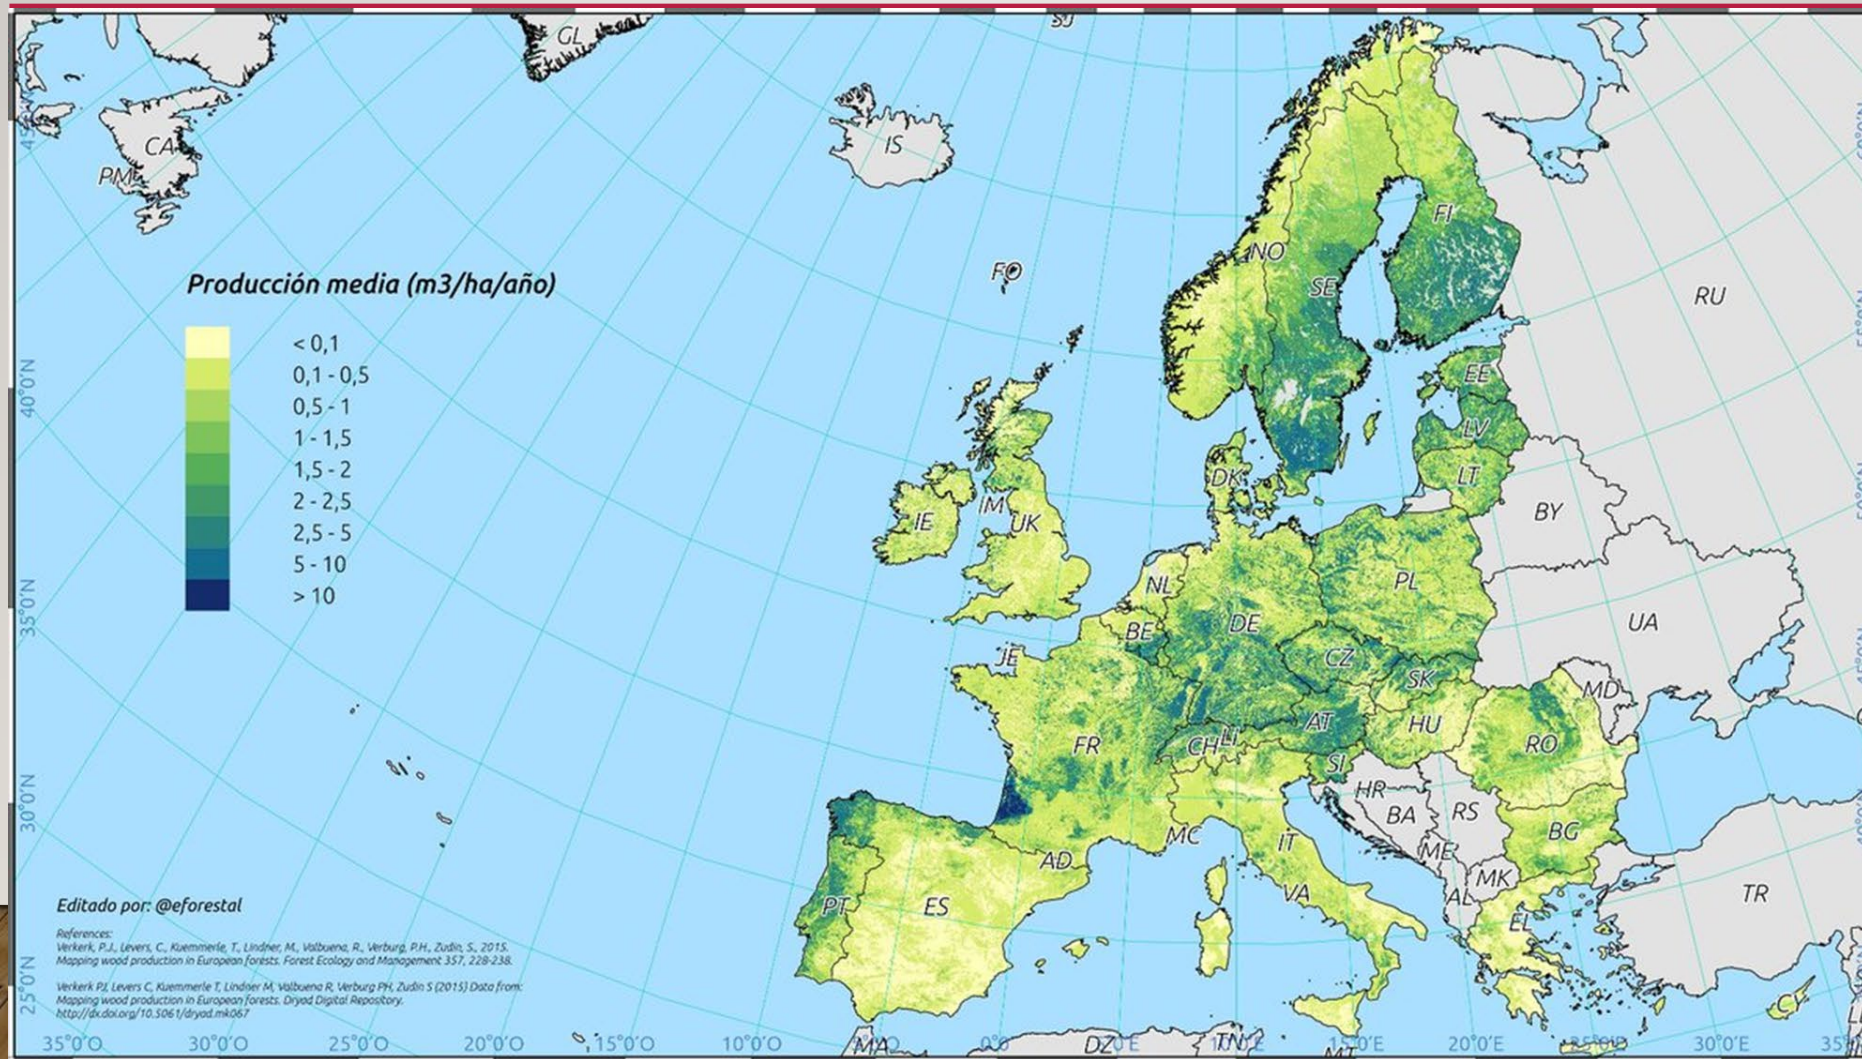 SJ
GL
CA
PM
IS
FO
NO
SE
FI
RU
Producción media (m3/ha/año)
< 0,1
0,1 - 0,5
0,5 - 1
1 - 1,5
1,5 - 2
2 - 2,5
2,5 - 5
5 - 10
> 10
EE
LV
LT
DK
IE
IM
UK
BY
NL
BE
DE
PL
UA
JE
CZ
SK
MD
FR
CH
LI
AT
HU
RO
SI
HR
BA
RS
BG
MC
IT
ME
MK
AL
AD
VA
PT
ES
EL
TR
CY
MA
DZ
TN
MT
Editado por: @eforestal
References:
Verkerk, P.J., Levers, C., Kuemmerle, T., Lindner, M., Valbuena, R., Verburg, P.H., Zudin, S., 2015.
Mapping wood production in European forests. Forest Ecology and Management 357, 228-238.
Verkerk PJ, Levers C, Kuemmerle T, Lindner M, Valbuena R, Verburg PH, Zudin S (2015) Data from:
Mapping wood production in European forests. Dryad Digital Repository.
http://dx.doi.org/10.5061/dryad.mk067
40°0'N
35°0'N
30°0'N
25°0'N
35°0'O
30°0'O
25°0'O
20°0'O
15°0'O
10°0'O
20°0'E
30°0'E